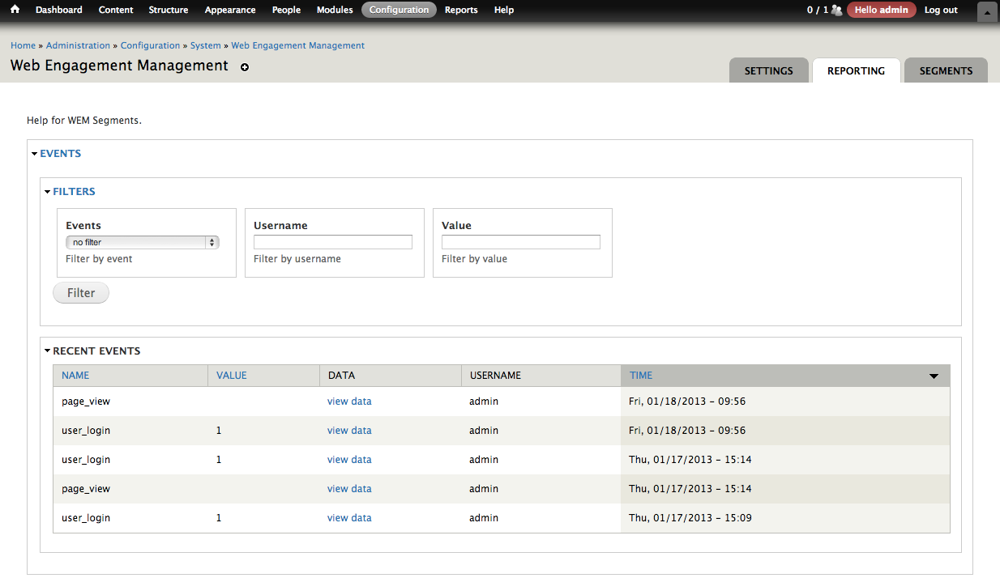 Dashboard Content Structure Appearance People Modules Configuration Reports Help 0 / 1 Hello admin Log out
Home » Administration » Configuration » System » Web Engagement Management
Web Engagement Management
SETTINGS REPORTING SEGMENTS
Help for WEM Segments.
EVENTS
FILTERS
Events Username Value
no filter
Filter by event Filter by username Filter by value
Filter
RECENT EVENTS
NAME VALUE DATA USERNAME TIME
page_view view data admin Fri, 01/18/2013 – 09:56
user_login 1 view data admin Fri, 01/18/2013 – 09:56
user_login 1 view data admin Thu, 01/17/2013 – 15:14
page_view view data admin Thu, 01/17/2013 – 15:14
user_login 1 view data admin Thu, 01/17/2013 – 15:09